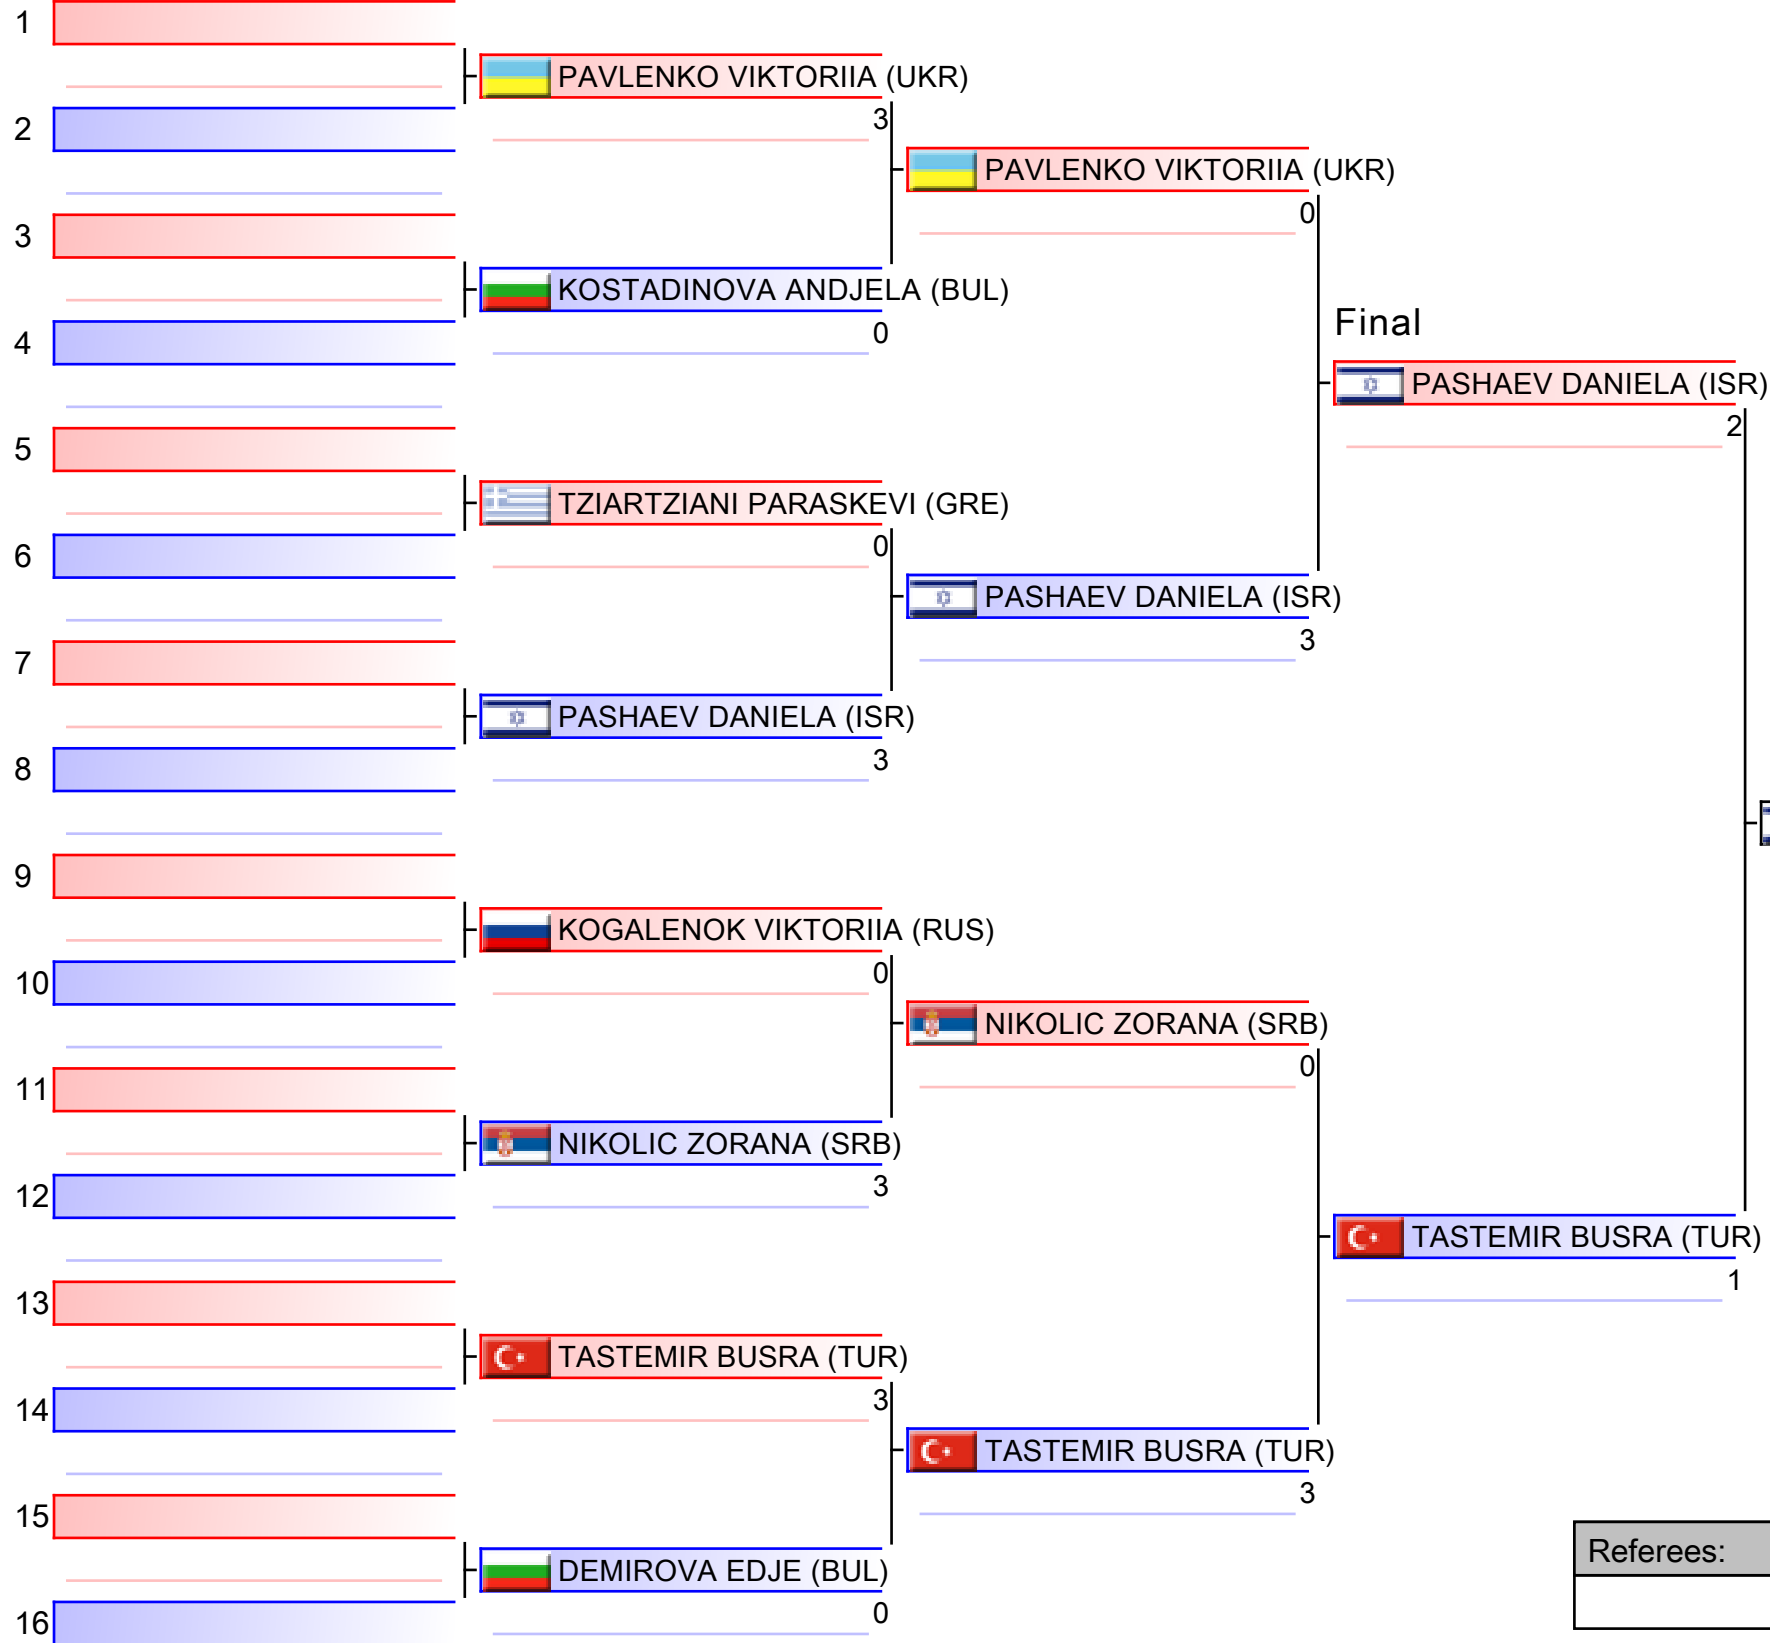 1
PAVLENKO VIKTORIIA (UKR)
3
2
PAVLENKO VIKTORIIA (UKR)
0
3
KOSTADINOVA ANDJELA (BUL)
0
4
Final
PASHAEV DANIELA (ISR)
2
5
TZIARTZIANI PARASKEVI (GRE)
0
6
PASHAEV DANIELA (ISR)
3
7
PASHAEV DANIELA (ISR)
3
8
9
KOGALENOK VIKTORIIA (RUS)
0
10
NIKOLIC ZORANA (SRB)
0
11
NIKOLIC ZORANA (SRB)
3
12
TASTEMIR BUSRA (TUR)
1
13
TASTEMIR BUSRA (TUR)
3
14
TASTEMIR BUSRA (TUR)
3
15
DEMIROVA EDJE (BUL)
0
16
Referees: